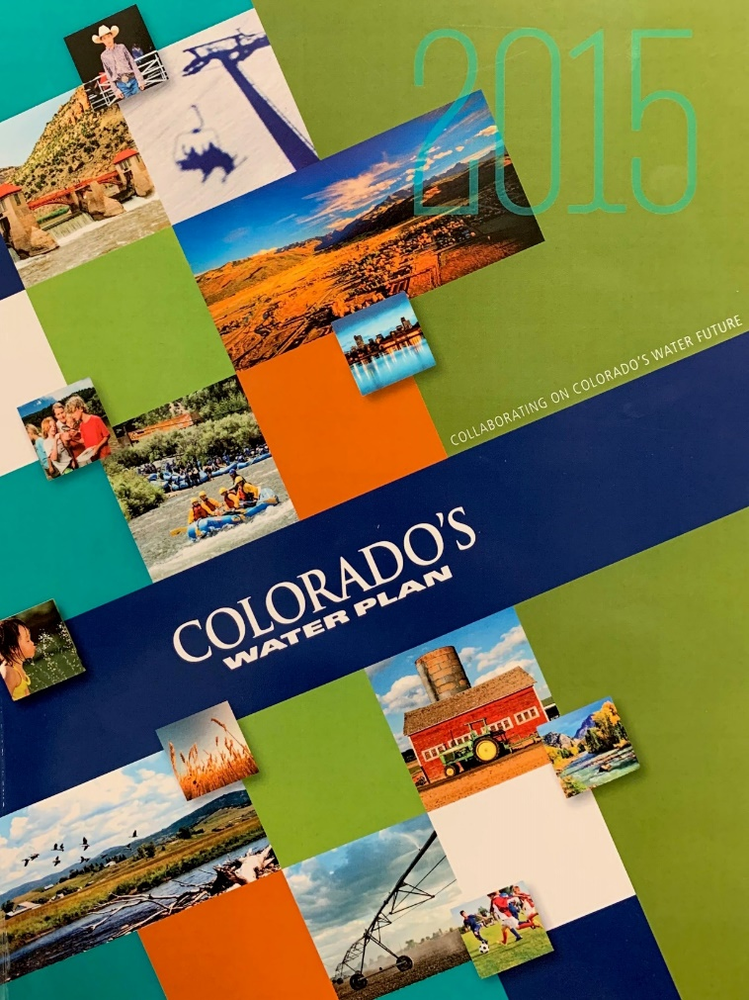 2015
COLLABORATING ON COLORADO'S WATER FUTURE
COLORADO'S
WATER PLAN